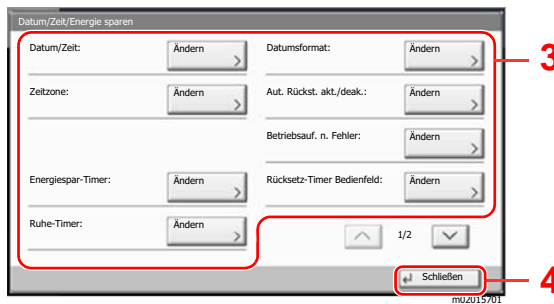 Datum/Zeit/Energie sparen
Datum/Zeit: Ändern Datumsformat: Ändern 3
Zeitzone: Ändern Aut. Rückst. akt./deak.: Ändern
Betriebsauf. n. Fehler: Ändern
Energiespar-Timer: Ändern Rücksetz-Timer Bedienfeld: Ändern
Ruhe-Timer: Ändern 1/2
Schließen 4
m02015701